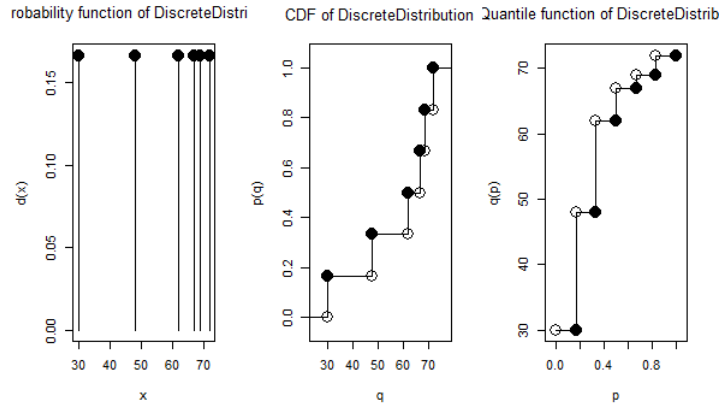 robability function of DiscreteDistri
CDF of DiscreteDistribution
Quantile function of DiscreteDistrib
d(x)
0.00 0.05 0.10 0.15
30 40 50 60 70
x
p(q)
0.0 0.2 0.4 0.6 0.8 1.0
30 40 50 60 70
q
q(p)
30 40 50 60 70
0.0 0.4 0.8
p